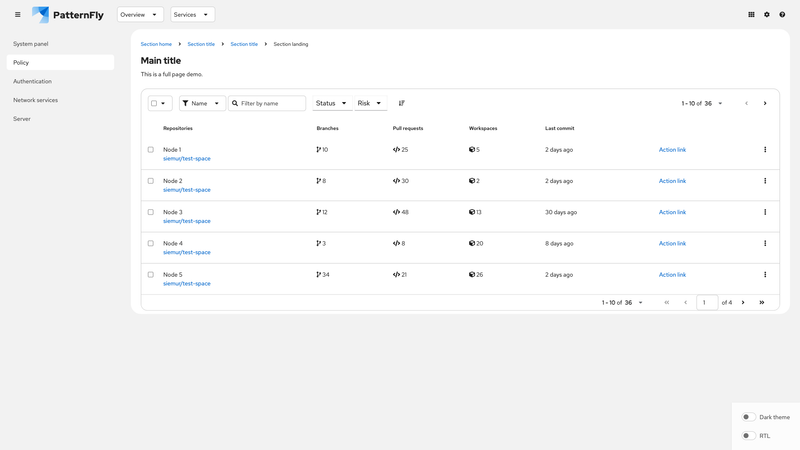 PatternFly
Overview
Services
System panel
Policy
Authentication
Network services
Server
Section home > Section title > Section title > Section landing
Main title
This is a full page demo.
Name
Filter by name
Status
Risk
1 - 10 of 36
Repositories Branches Pull requests Workspaces Last commit
Node 1 10 25 5 2 days ago Action link
siemur/test-space
Node 2 8 30 2 2 days ago Action link
siemur/test-space
Node 3 12 48 13 30 days ago Action link
siemur/test-space
Node 4 3 8 20 8 days ago Action link
siemur/test-space
Node 5 34 21 26 2 days ago Action link
siemur/test-space
1 - 10 of 36 1 of 4
Dark theme
RTL